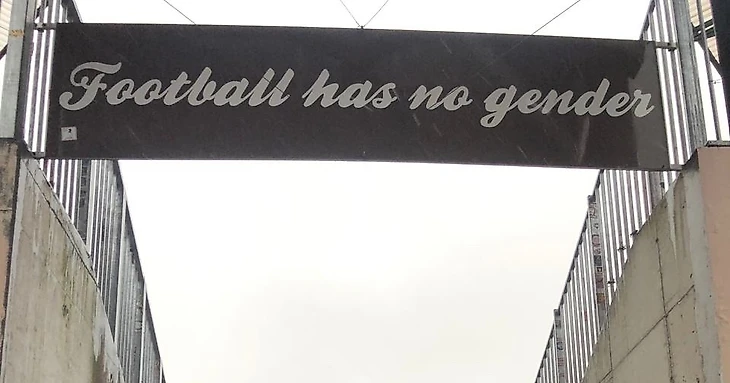 Football has no gender